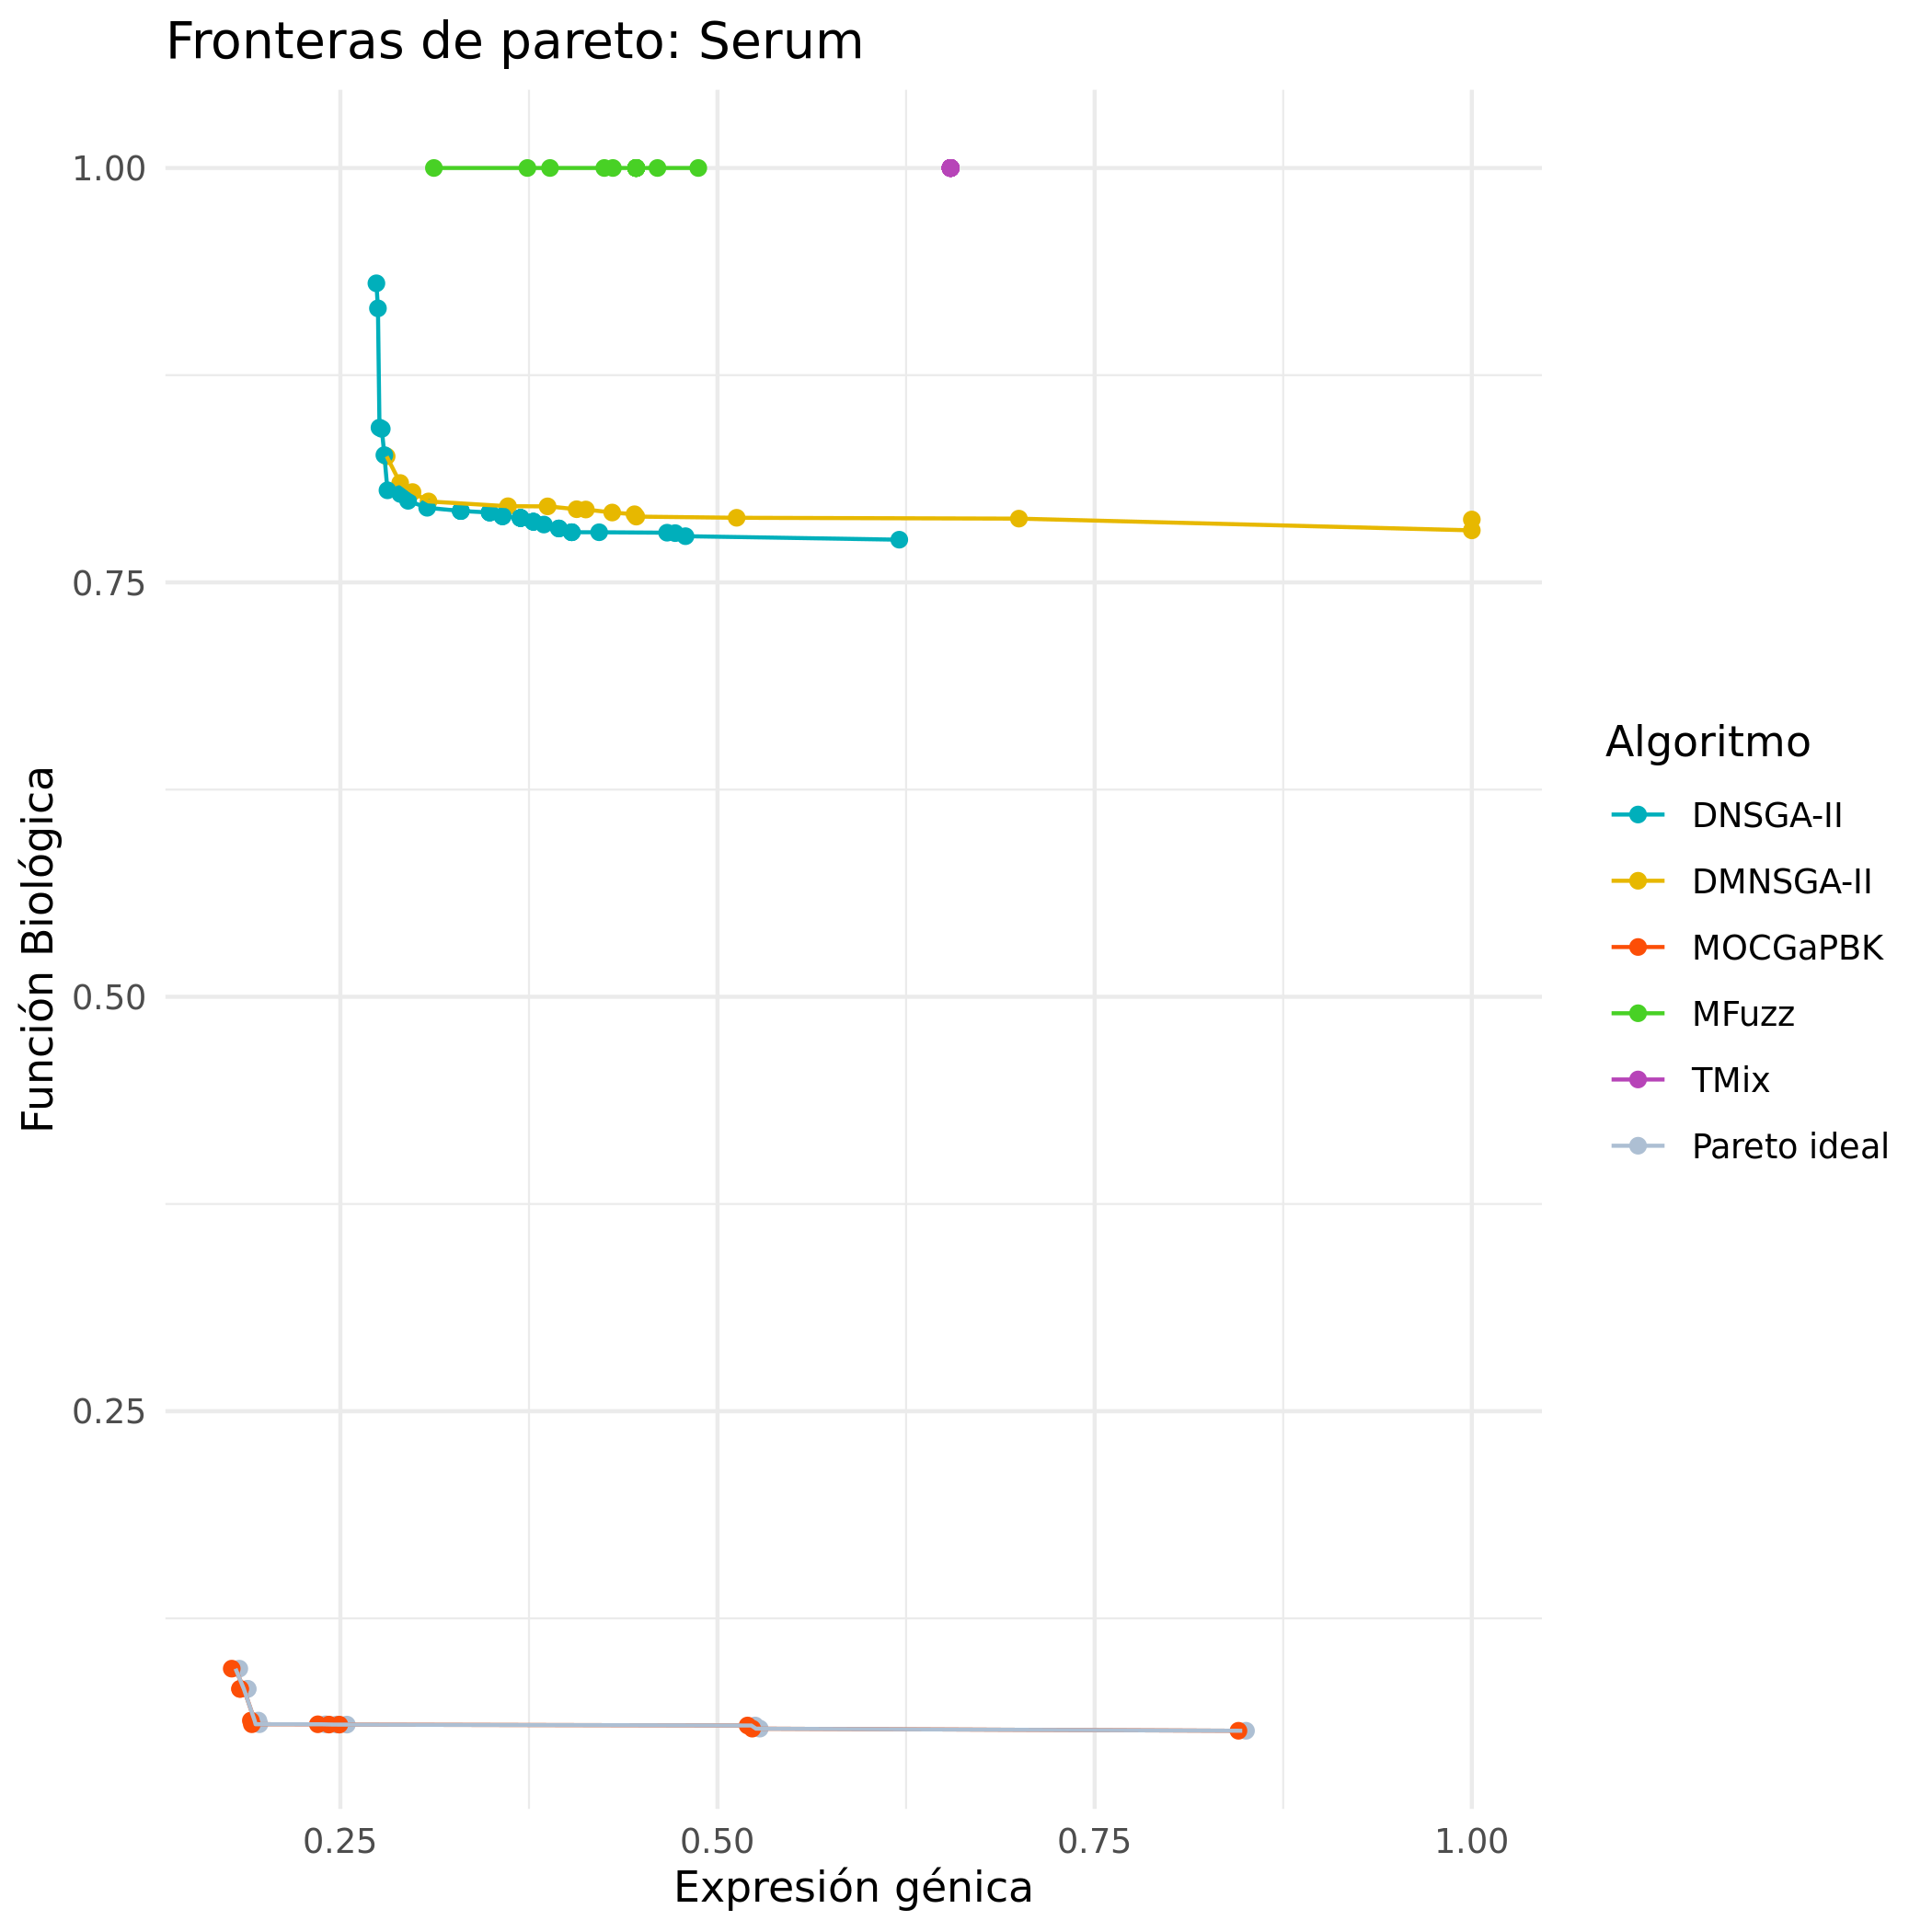 Fronteras de pareto: Serum
1.00
0.75
0.50
0.25
Función Biológica
0.25
0.50
0.75
1.00
Expresión génica
Algoritmo
DNSGA-II
DMNSGA-II
MOCGaPBK
MFuzz
TMix
Pareto ideal